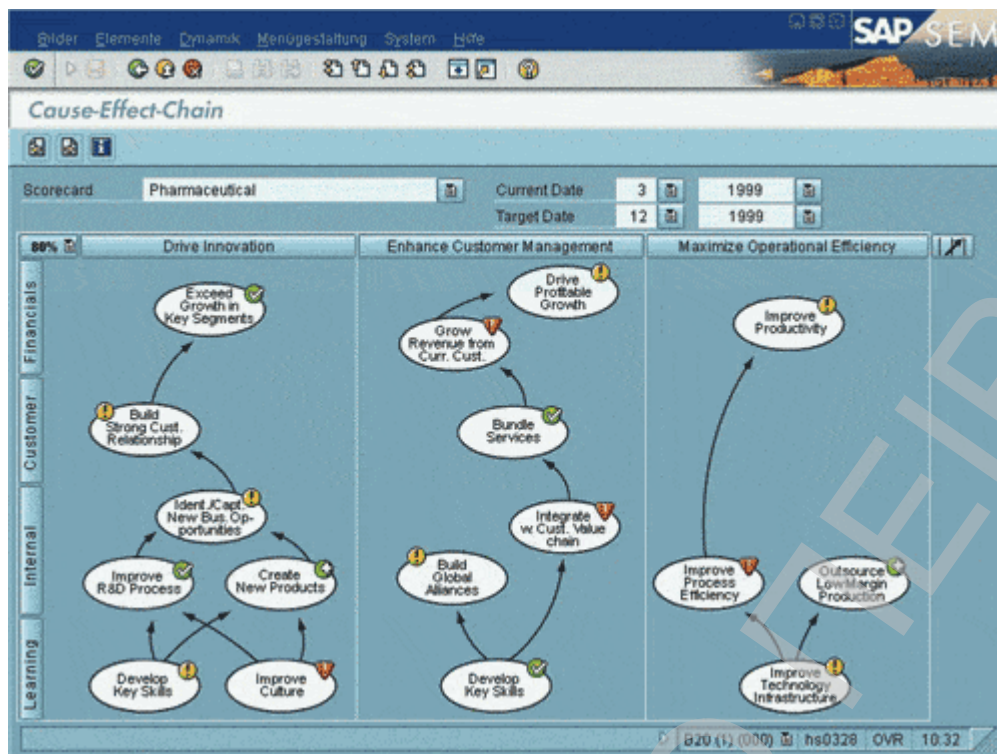 SAP SEM
Bilder Elemente Dynamik Menügestaltung System Hilfe
Cause-Effect-Chain
Scorecard Pharmaceutical Current Date 3 1999
Target Date 12 1999
80% Drive Innovation Enhance Customer Management Maximize Operational Efficiency
Financials
Exceed
Growth in
Key Segments
Drive
Profitable
Growth
Grow
Revenue from
Curr. Cust.
Improve
Productivity
Customer
Build
Strong Cust.
Relationship
Bundle
Services
Internal
Ident./Capt.
New Bus. Op-
portunities
Integrate
w. Cust. Value
chain
Improve
R&D Process
Create
New Products
Build
Global
Alliances
Improve
Process
Efficiency
Outsource
Low Margin
Production
Learning
Develop
Key Skills
Improve
Culture
Develop
Key Skills
Improve
Technology
Infrastructure
B20 (1) (000) hs0328 OVR 10:32